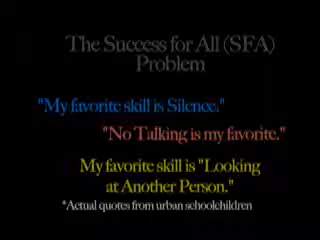 The Success for All (SFA)
Problem
"My favorite skill is Silence."
"No Talking is my favorite."
My favorite skill is "Looking
at Another Person."
*Actual quotes from urban schoolchildren